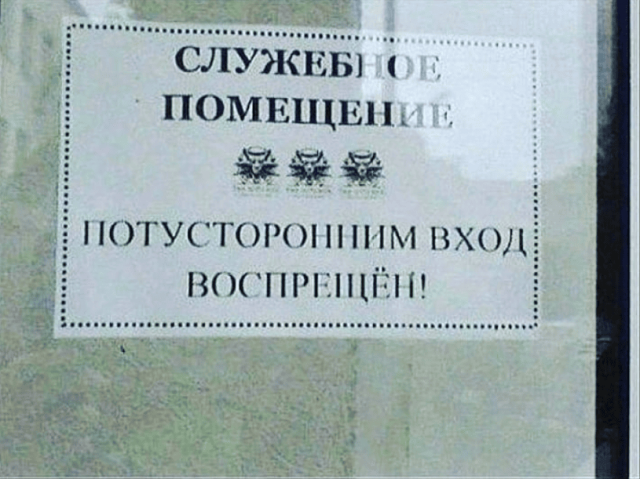 СЛУЖЕБНОЕ
ПОМЕЩЕНИЕ
ПОТУСТОРОННИМ ВХОД
ВОСПРЕЩЁН!